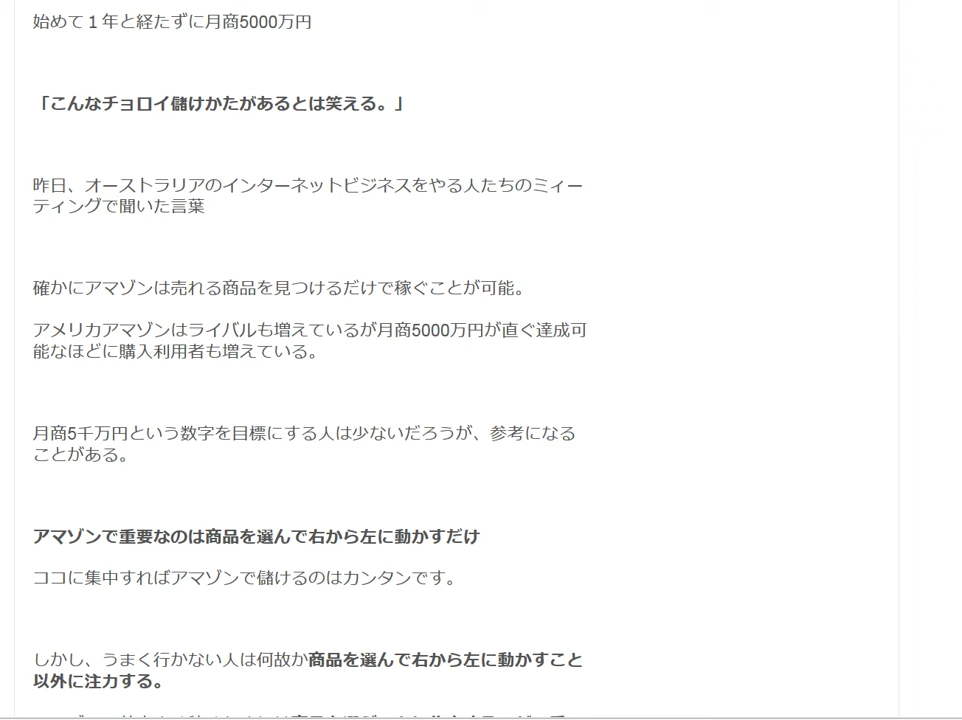 始めて１年と経たずに月商5000万円
「こんなチョロイ儲けかたがあるとは笑える。」
昨日、オーストラリアのインターネットビジネスをやる人たちのミィー
ティングで聞いた言葉
確かにアマゾンは売れる商品を見つけるだけで稼ぐことが可能。
アメリカアマゾンはライバルも増えているが月商5000万円が直ぐ達成可
能なほどに購入利用者も増えている。
月商5千万円という数字を目標にする人は少ないだろうが、参考になる
ことがある。
アマゾンで重要なのは商品を選んで右から左に動かすだけ
ココに集中すればアマゾンで儲けるのはカンタンです。
しかし、うまく行かない人は何故か商品を選んで右から左に動かすこと
以外に注力する。